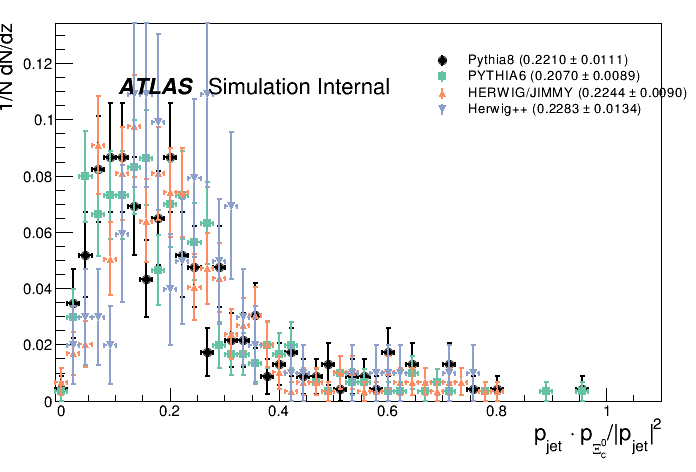 1/N dN/dz
ATLAS Simulation Internal
Pythia8 (0.2210 ± 0.0111)
PYTHIA6 (0.2070 ± 0.0089)
HERWIG/JIMMY (0.2244 ± 0.0090)
Herwig++ (0.2283 ± 0.0134)
0.12
0.1
0.08
0.06
0.04
0.02
0
0 0.2 0.4 0.6 0.8 1
p_jet · p_Ξ_c^0/|p_jet|^2